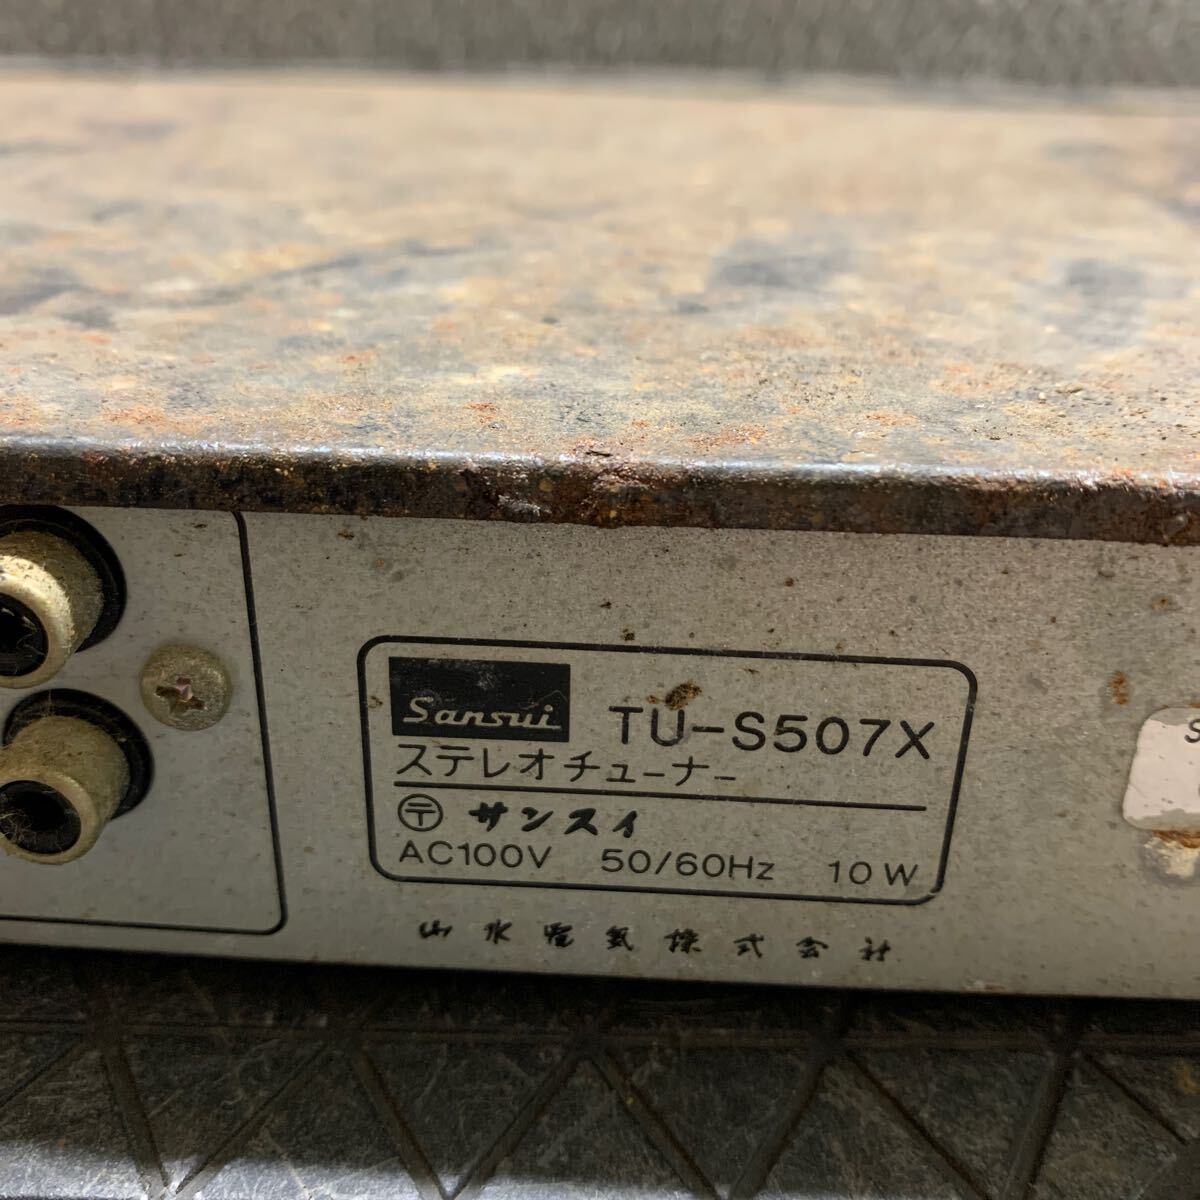 Sansui TU-S507X
ステレオチューナー
〒 サンスイ
AC100V 50/60Hz 10W
山水電気株式会社
S